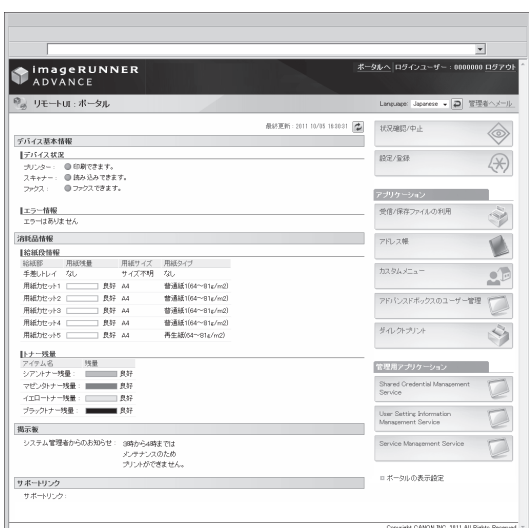 imageRUNNER
ADVANCE
ポータルへ ログインユーザー : 0000000 ログアウト
リモートUI : ポータル
Language: Japanese 管理者へメール
最終更新 : 2011 10/05 16:30:01
デバイス基本情報
デバイス状況
プリンター : 印刷できます。
スキャナー : 読み込みできます。
ファクス : ファクスできます。
エラー情報
エラーはありません
消耗品情報
給紙段情報
給紙部 用紙残量 用紙サイズ 用紙タイプ
手差しトレイ なし サイズ不明 なし
用紙カセット1 良好 A4 普通紙1(64〜81g/m2)
用紙カセット2 良好 A4 普通紙1(64〜81g/m2)
用紙カセット3 良好 A4 普通紙1(64〜81g/m2)
用紙カセット4 良好 A4 普通紙1(64〜81g/m2)
用紙カセット5 良好 A4 再生紙(64〜81g/m2)
トナー残量
アイテム名 残量
シアントナー残量 : 良好
マゼンタトナー残量 : 良好
イエロートナー残量 : 良好
ブラックトナー残量 : 良好
掲示板
システム管理者からのお知らせ : 3時から4時までは
メンテナンスのため
プリントができません。
サポートリンク
サポートリンク :
状況確認/中止
設定/登録
アプリケーション
受信/保存ファイルの利用
アドレス帳
カスタムメニュー
アドバンスドボックスのユーザー管理
ダイレクトプリント
管理用アプリケーション
Shared Credential Management
Service
User Setting Information
Management Service
Service Management Service
ポータルの表示設定
Copyright CANON INC. 2011 All Rights Reserved